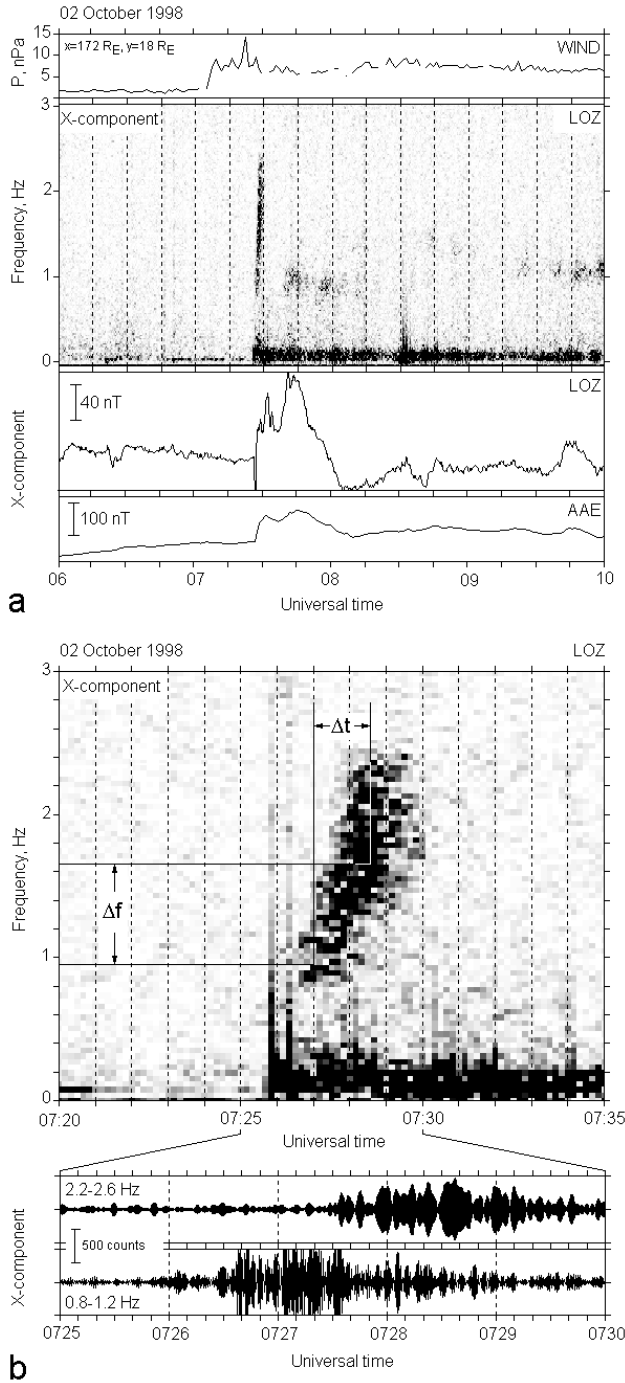 02 October 1998
x=172 RE, y=18 RE
WIND
15
10
5
P, nPa
X-component
LOZ
3
2
1
0
Frequency, Hz
LOZ
40 nT
X-component
AAE
100 nT
06 07 08 09 10
Universal time
a
02 October 1998 LOZ
3
X-component
Δt
2
Δf
1
0
Frequency, Hz
07:20 07:25 07:30 07:35
Universal time
2.2-2.6 Hz
500 counts
X-component
0.8-1.2 Hz
0725 0726 0727 0728 0729 0730
Universal time
b